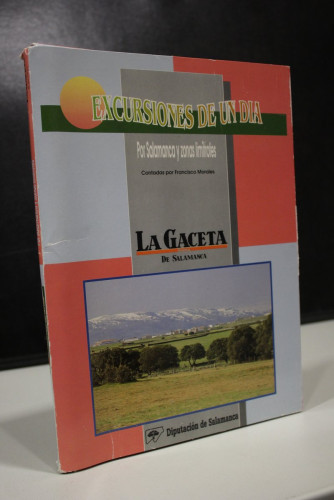 EXCURSIONES DE UN DIA
Por Salamanca y zonas limítrofes
Contadas por Francisco Morales
LA GACETA
DE SALAMANCA
Diputación de Salamanca